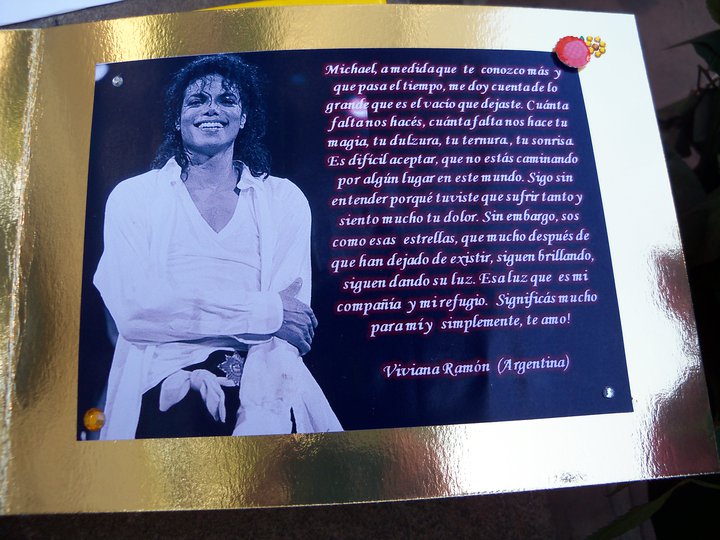 Michael, a medida que te conozco más y
que pasa el tiempo, me doy cuenta de lo
grande que es el vacío que dejaste. Cuánta
falta nos hacés, cuánta falta nos hace tu
magia, tu dulzura, tu ternura., tu sonrisa.
Es difícil aceptar, que no estás caminando
por algún lugar en este mundo. Sigo sin
entender porqué tuviste que sufrir tanto y
siento mucho tu dolor. Sin embargo, sos
como esas estrellas, que mucho después de
que han dejado de existir, siguen brillando,
siguen dando su luz. Esa luz que es mi
compañía y mi refugio. Significás mucho
para mí y simplemente, te amo!
Viviana Ramón (Argentina)